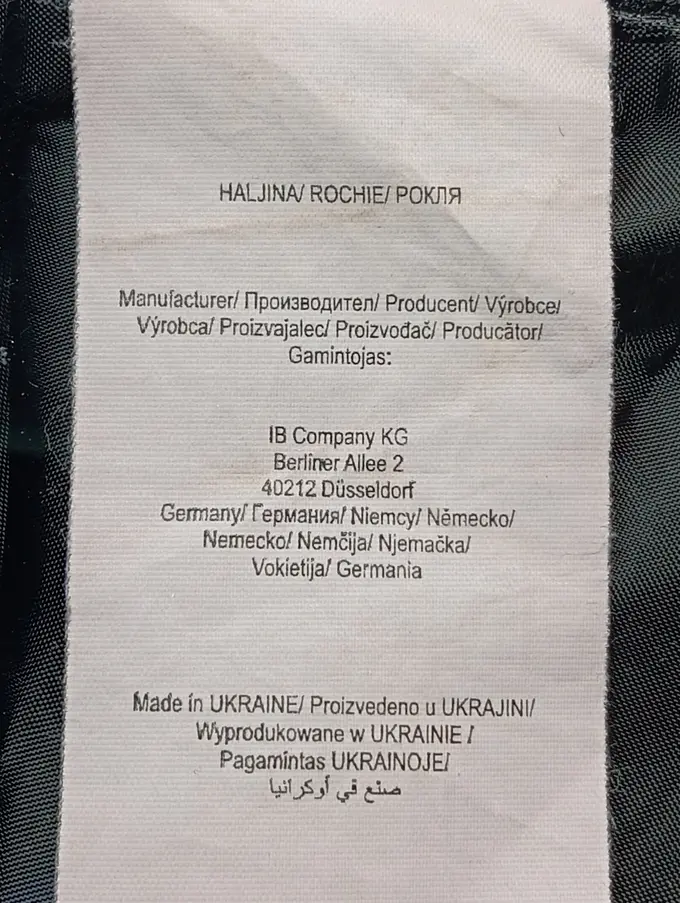 HALJINA/ ROCHIE/ РОКЛЯ
Manufacturer/ Производител/ Producent/ Výrobce/
Výrobca/ Proizvajalec/ Proizvođač/ Producător/
Gamintojas:
IB Company KG
Berliner Allee 2
40212 Düsseldorf
Germany/ Германия/ Niemcy/ Německo/
Nemecko/ Nemčija/ Njemačka/
Vokietija/ Germania
Made in UKRAINE/ Proizvedeno u UKRAJINI/
Wyprodukowane w UKRAINIE /
Pagamintas UKRAINOJE/
صنع في أوكرانيا